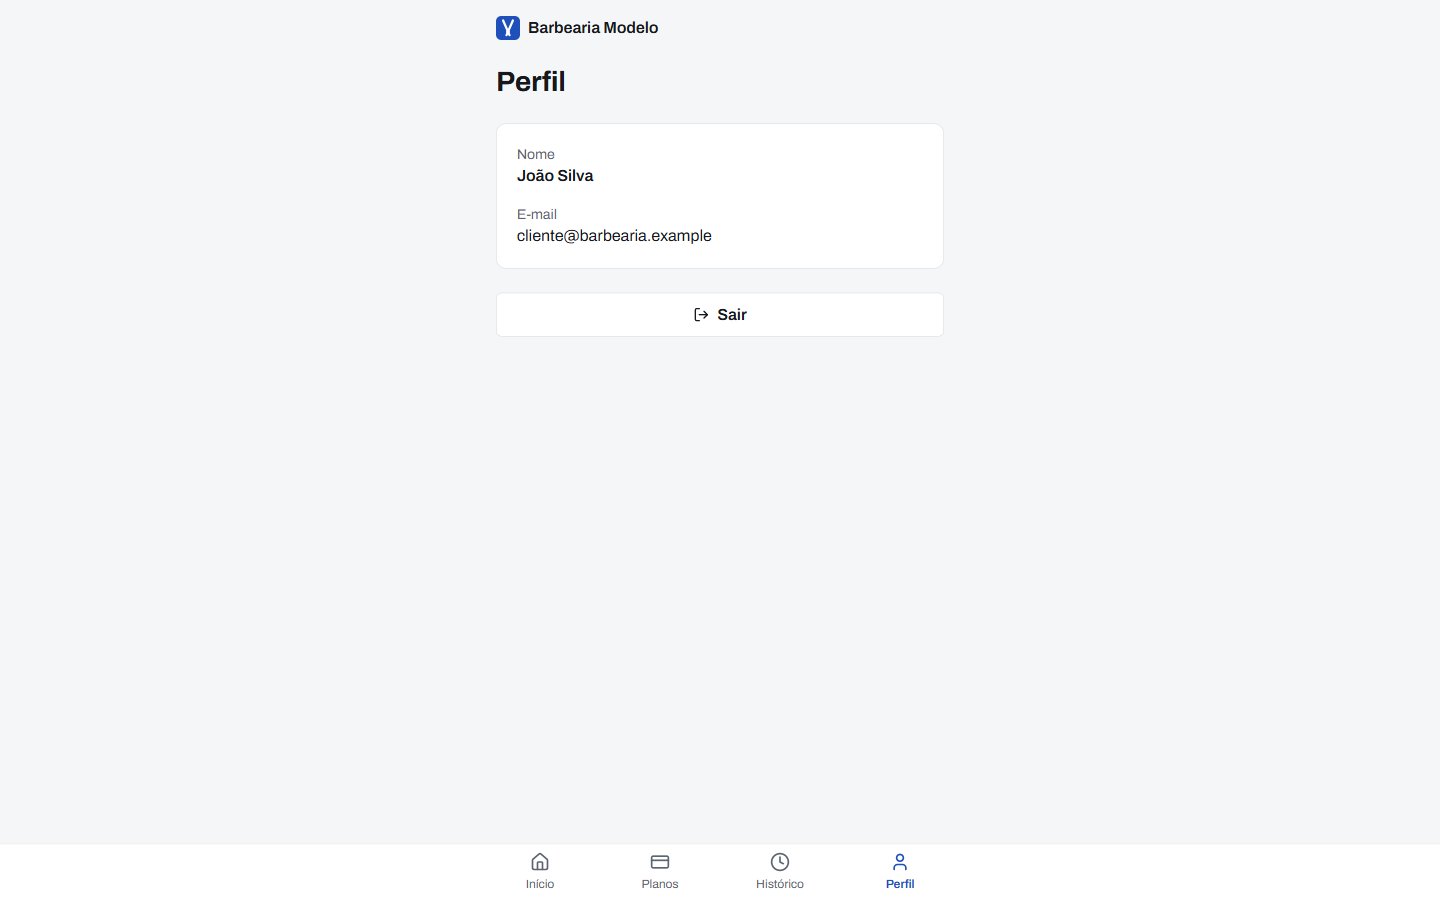 Barbearia Modelo
Perfil
Nome
João Silva
E-mail
cliente@barbearia.example
Sair
Início
Planos
Histórico
Perfil